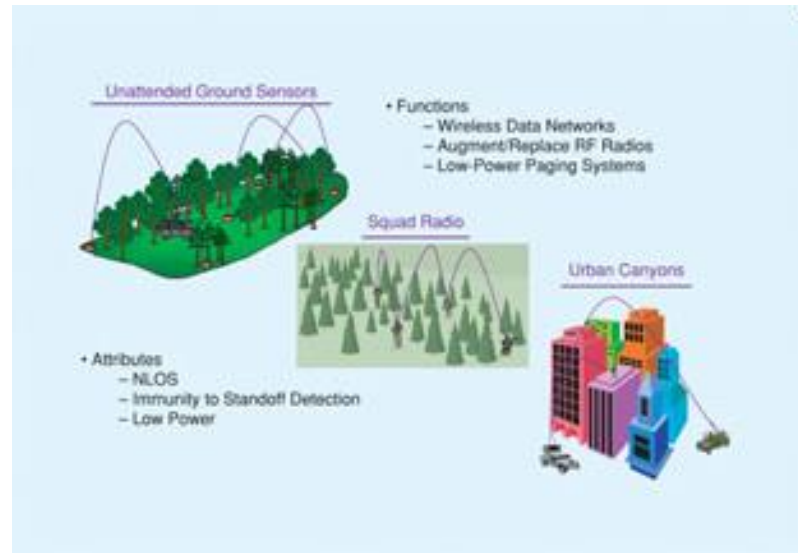 Unattended Ground Sensors
• Functions
– Wireless Data Networks
– Augment/Replace RF Radios
– Low-Power Paging Systems
Squad Radio
Urban Canyons
• Attributes
– NLOS
– Immunity to Standoff Detection
– Low Power